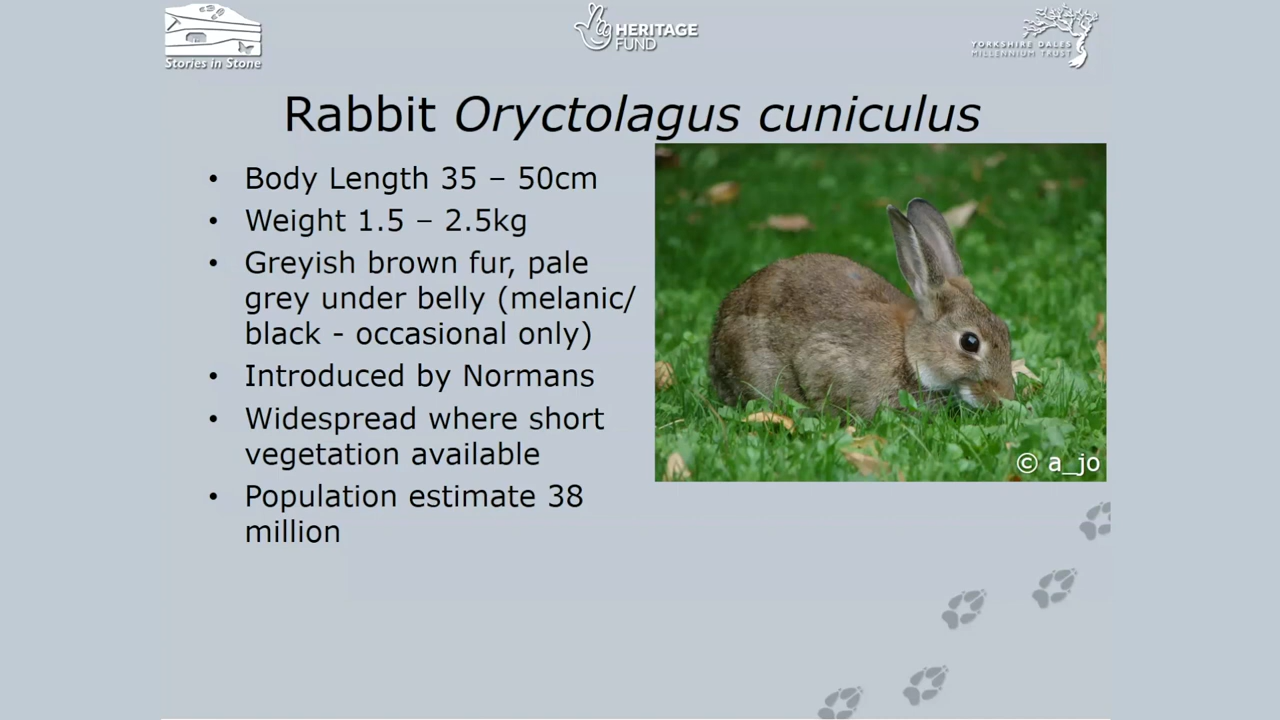 Stories in Stone
HERITAGE
FUND
YORKSHIRE DALES
MILLENNIUM TRUST
Rabbit Oryctolagus cuniculus
• Body Length 35 – 50cm
• Weight 1.5 – 2.5kg
• Greyish brown fur, pale
grey under belly (melanic/
black - occasional only)
• Introduced by Normans
• Widespread where short
vegetation available
• Population estimate 38
million
© a_jo